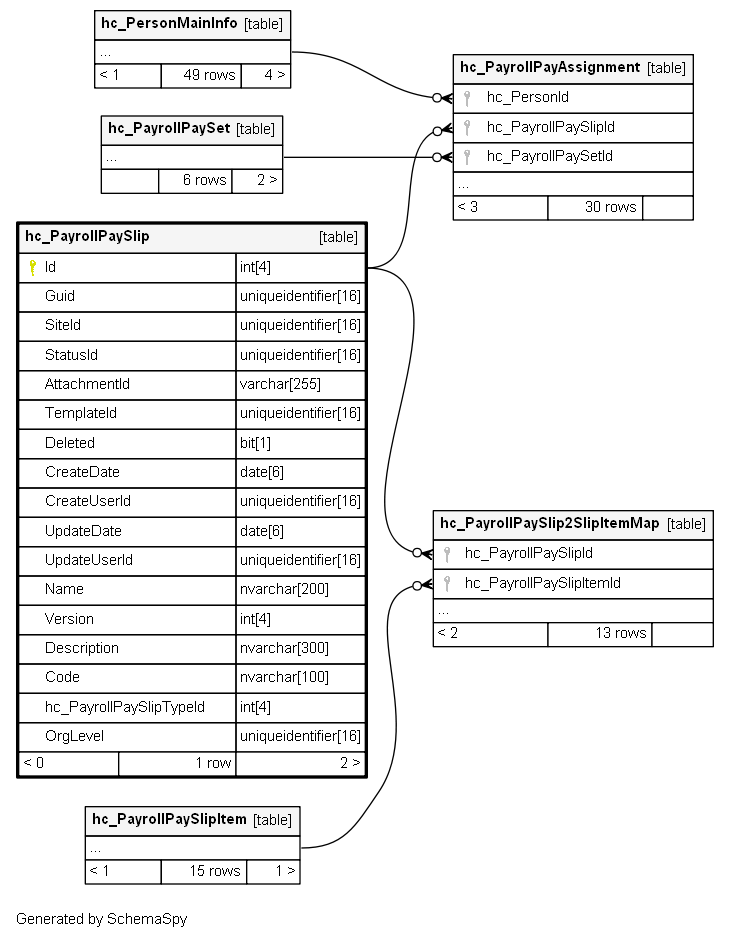 hc_PersonMainInfo [table]
...
< 1 49 rows 4 >
hc_PayrollPayAssignment [table]
hc_PersonId
hc_PayrollPaySlipId
hc_PayrollPaySetId
...
< 3 30 rows
hc_PayrollPaySet [table]
...
6 rows 2 >
hc_PayrollPaySlip [table]
Id int[4]
Guid uniqueidentifier[16]
SiteId uniqueidentifier[16]
StatusId uniqueidentifier[16]
AttachmentId varchar[255]
TemplateId uniqueidentifier[16]
Deleted bit[1]
CreateDate date[6]
CreateUserId uniqueidentifier[16]
UpdateDate date[6]
UpdateUserId uniqueidentifier[16]
Name nvarchar[200]
Version int[4]
Description nvarchar[300]
Code nvarchar[100]
hc_PayrollPaySlipTypeId int[4]
OrgLevel uniqueidentifier[16]
< 0 1 row 2 >
hc_PayrollPaySlip2SlipItemMap [table]
hc_PayrollPaySlipId
hc_PayrollPaySlipItemId
...
< 2 13 rows
hc_PayrollPaySlipItem [table]
...
< 1 15 rows 1 >
Generated by SchemaSpy